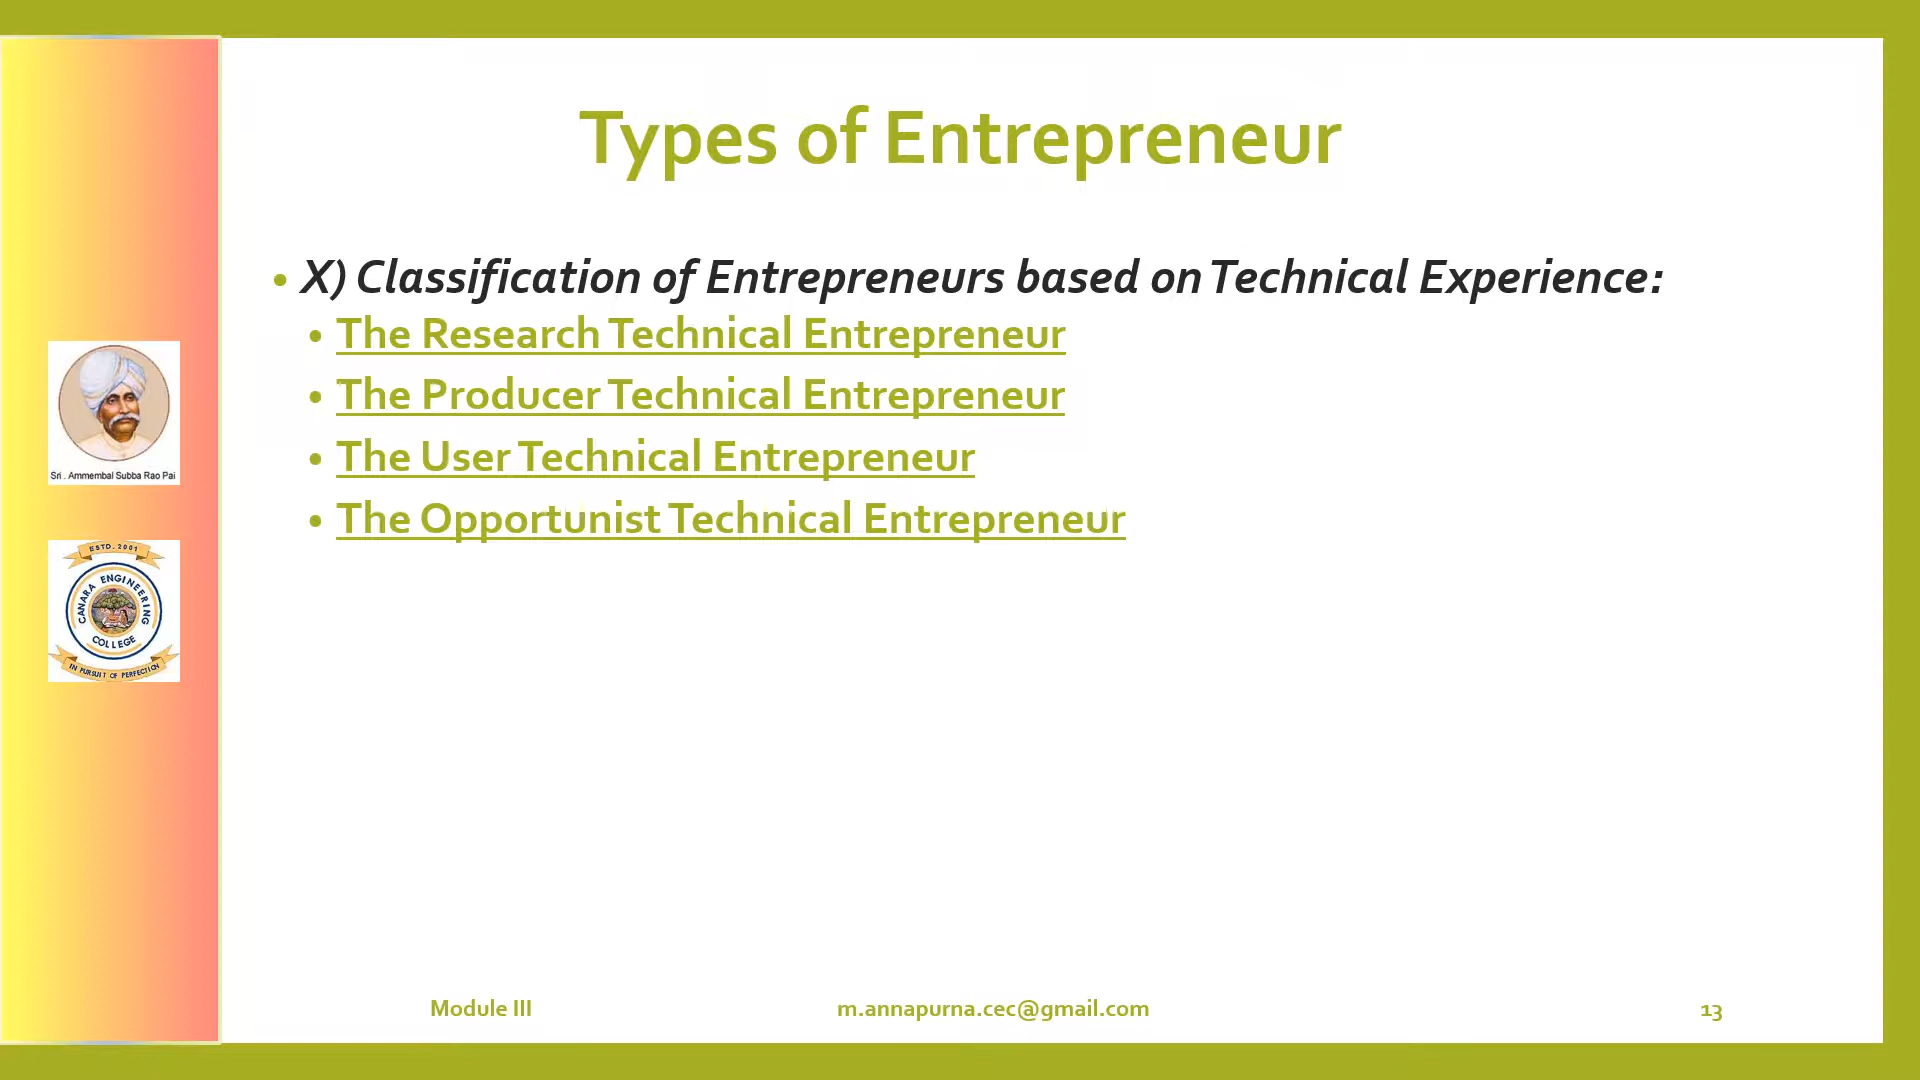 Types of Entrepreneur
• X) Classification of Entrepreneurs based on Technical Experience:
• The Research Technical Entrepreneur
• The Producer Technical Entrepreneur
• The User Technical Entrepreneur
• The Opportunist Technical Entrepreneur
Sri . Ammembal Subba Rao Pai
ESTD. 2001
CANARA ENGINEERING
COLLEGE
IN PURSUIT OF PERFECTION
Module III
m.annapurna.cec@gmail.com
13